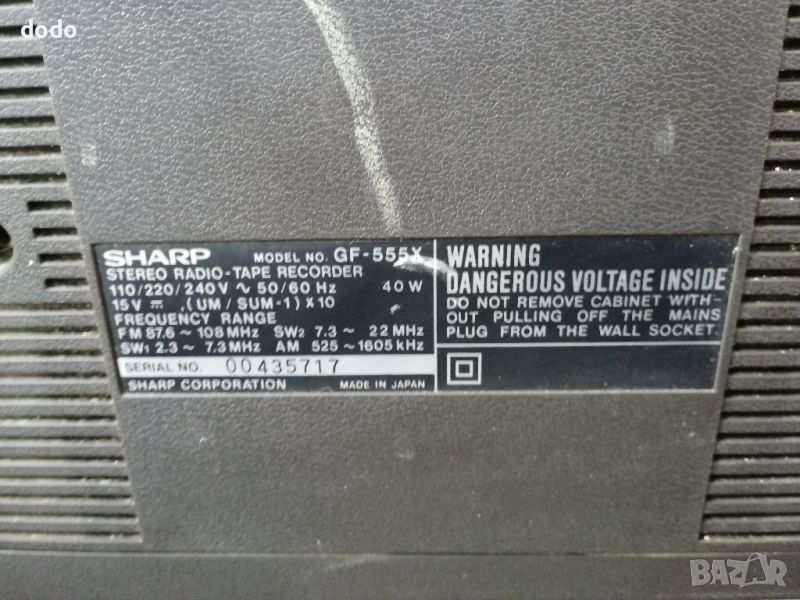 dodo
SHARP MODEL NO. GF-555X
STEREO RADIO-TAPE RECORDER
110/220/240V ~ 50/60 Hz 40 W
15V ⎓, (UM / SUM-1) X 10
FREQUENCY RANGE
FM 87.6 ~ 108 MHz SW2 7.3 ~ 22 MHz
SW1 2.3 ~ 7.3 MHz AM 525 ~ 1605 kHz
SERIAL NO. 00435717
SHARP CORPORATION MADE IN JAPAN
WARNING
DANGEROUS VOLTAGE INSIDE
DO NOT REMOVE CABINET WITH-
OUT PULLING OFF THE MAINS
PLUG FROM THE WALL SOCKET.
BAZAR